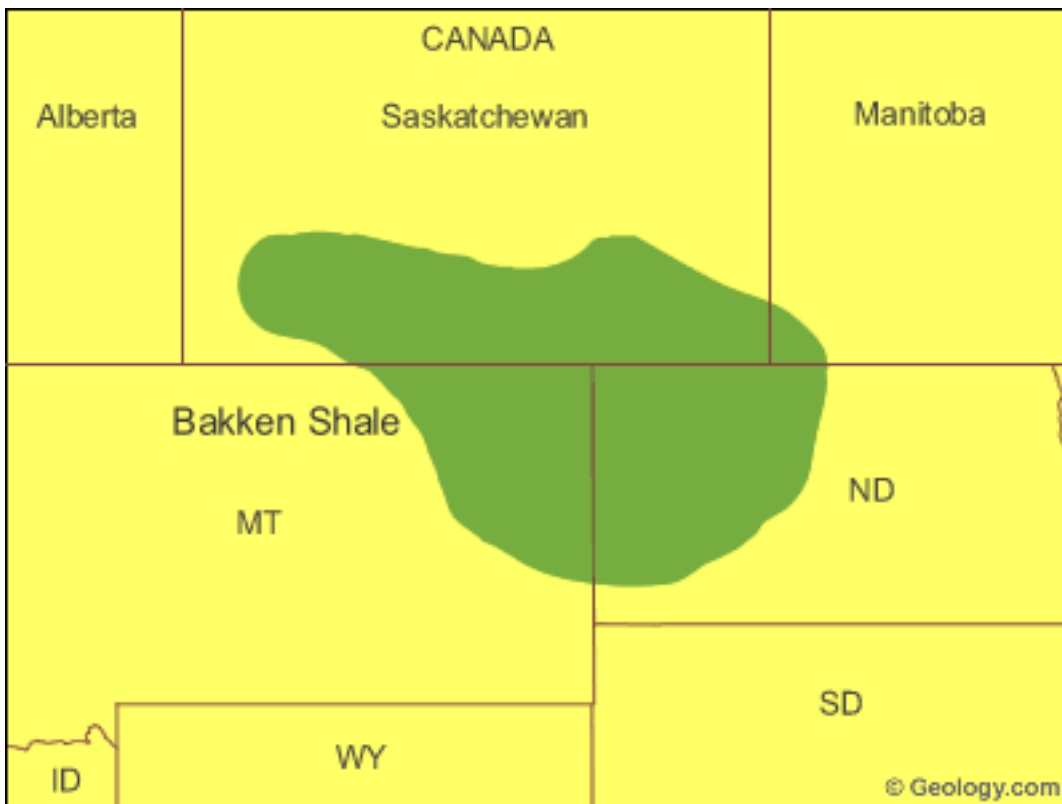 CANADA
Alberta
Saskatchewan
Manitoba
Bakken Shale
MT
ND
SD
WY
ID
© Geology.com